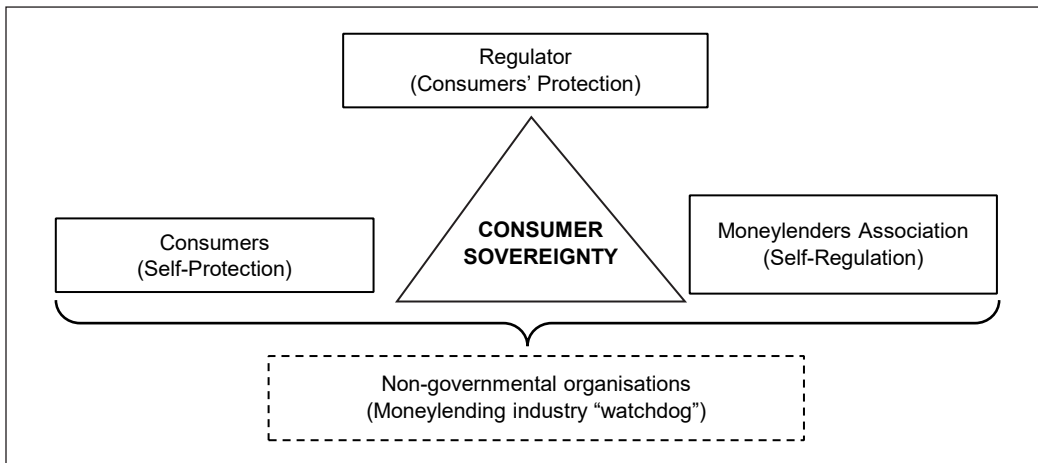 Regulator
(Consumers’ Protection)
CONSUMER
SOVEREIGNTY
Consumers
(Self-Protection)
Moneylenders Association
(Self-Regulation)
Non-governmental organisations
(Moneylending industry “watchdog”)